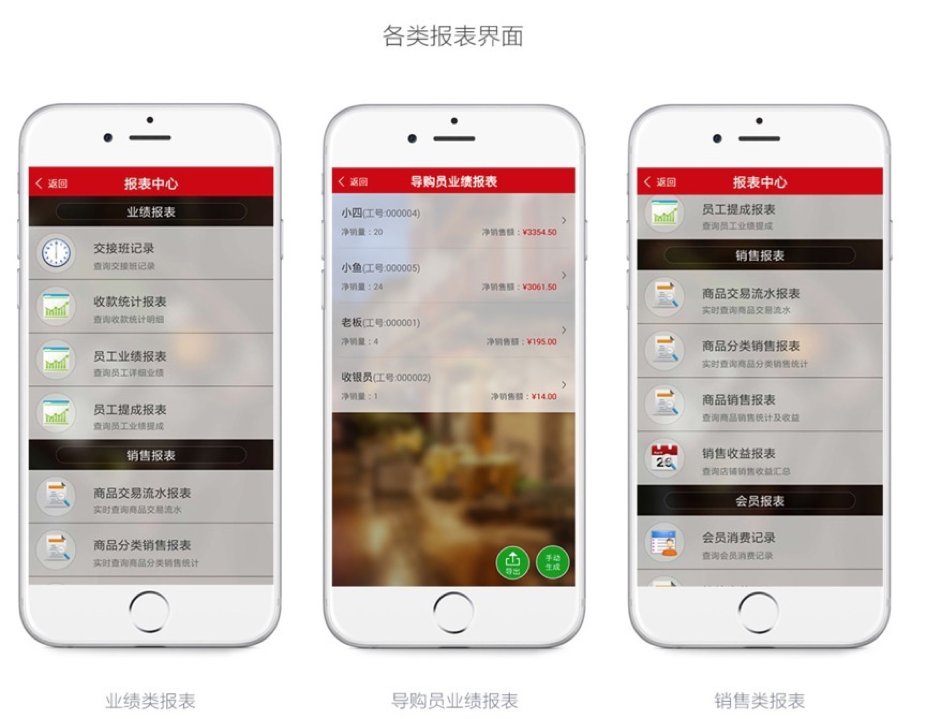 各类报表界面
返回
报表中心
业绩报表
交接班记录
查询交接班记录
收款统计报表
查询收款统计明细
员工业绩报表
查询员工详细业绩
员工提成报表
查询员工业绩提成
销售报表
商品交易流水报表
实时查询商品交易流水
商品分类销售报表
实时查询商品分类销售统计
业绩类报表
返回
导购员业绩报表
小四(工号:000004)
净销量：20 净销售额：¥3354.50
小鱼(工号:000005)
净销量：24 净销售额：¥3061.50
老板(工号:000001)
净销量：4 净销售额：¥195.00
收银员(工号:000002)
净销量：1 净销售额：¥14.00
导出
手动
生成
导购员业绩报表
返回
报表中心
员工提成报表
查询员工业绩提成
销售报表
商品交易流水报表
实时查询商品交易流水
商品分类销售报表
实时查询商品分类销售统计
商品销售报表
查询商品销售统计及收益
销售收益报表
查询店铺销售收益汇总
会员报表
会员消费记录
查询会员消费记录
销售类报表